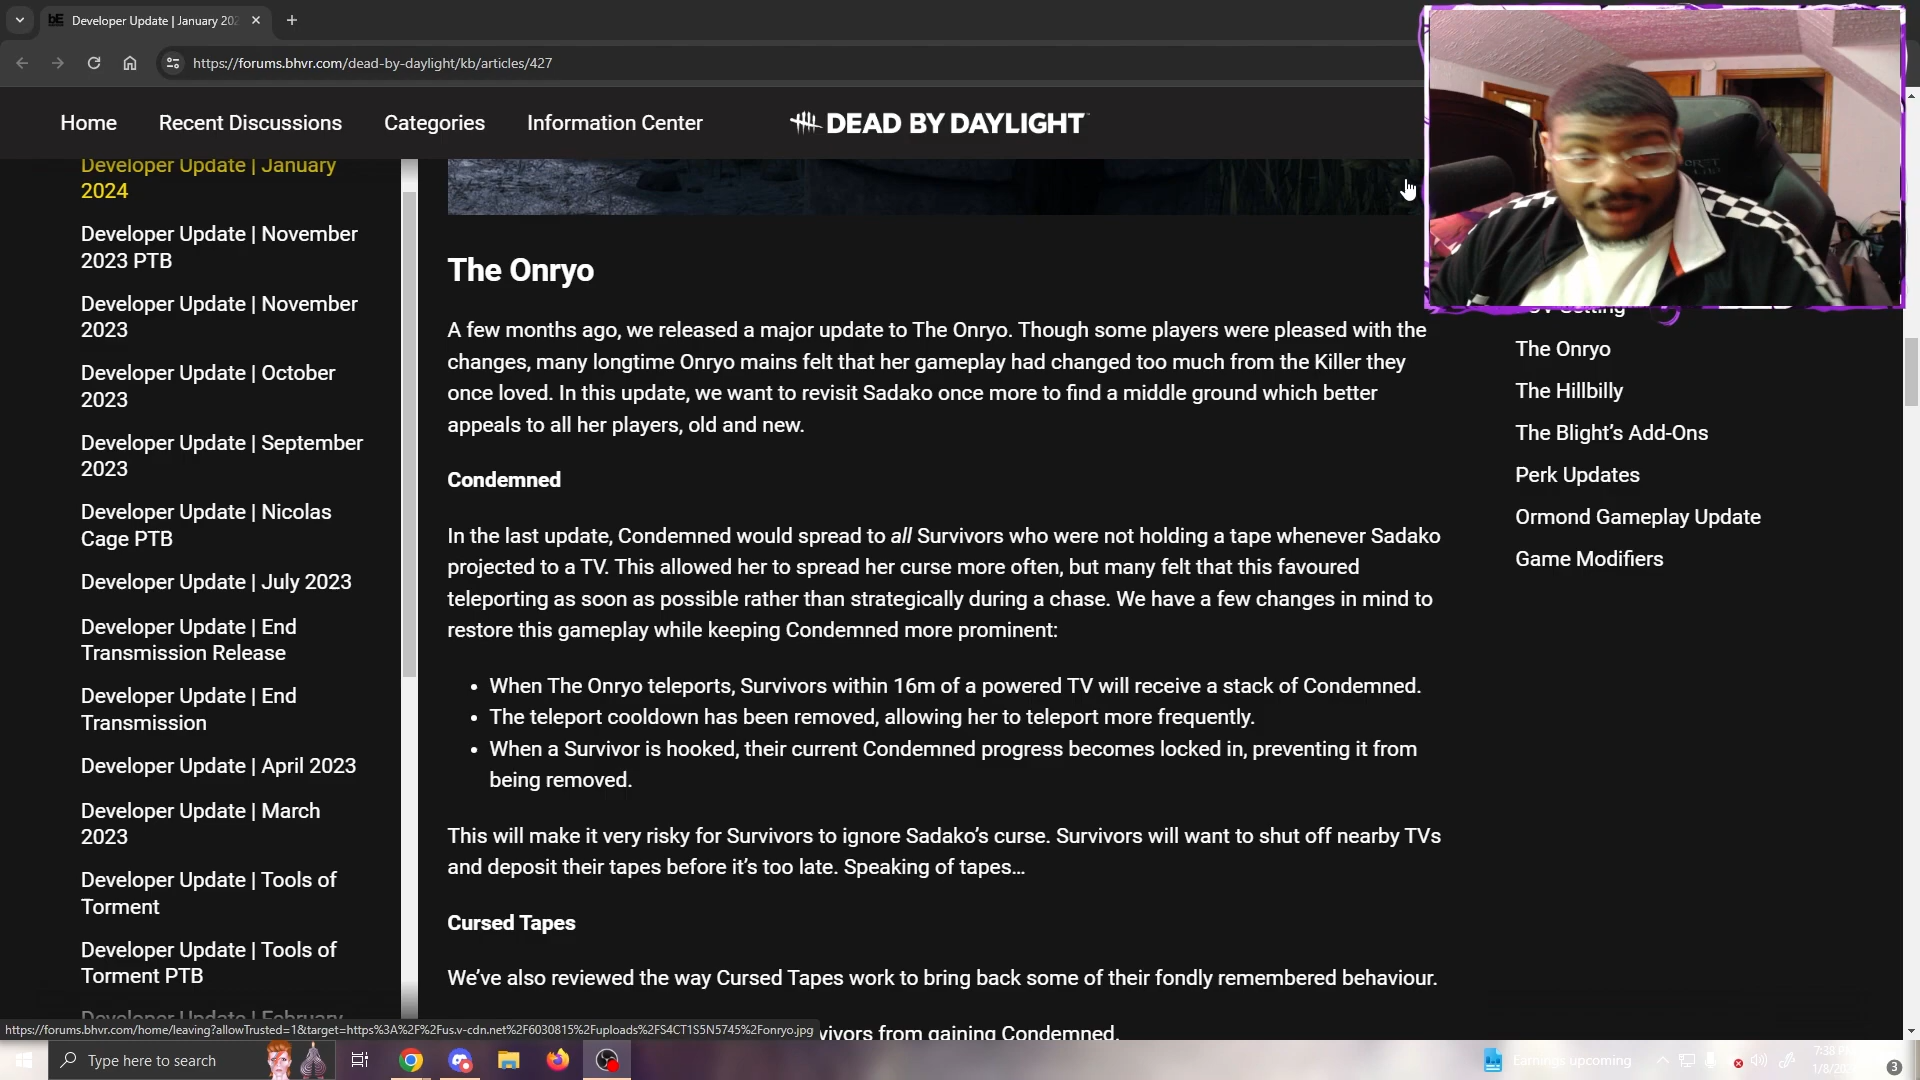 Developer Update | January 202
https://forums.bhvr.com/dead-by-daylight/kb/articles/427
Home
Recent Discussions
Categories
Information Center
DEAD BY DAYLIGHT
Developer Update | January
2024
Developer Update | November
2023 PTB
Developer Update | November
2023
Developer Update | October
2023
Developer Update | September
2023
Developer Update | Nicolas
Cage PTB
Developer Update | July 2023
Developer Update | End
Transmission Release
Developer Update | End
Transmission
Developer Update | April 2023
Developer Update | March
2023
Developer Update | Tools of
Torment
Developer Update | Tools of
Torment PTB
Developer Update | February
The Onryo
A few months ago, we released a major update to The Onryo. Though some players were pleased with the
changes, many longtime Onryo mains felt that her gameplay had changed too much from the Killer they
once loved. In this update, we want to revisit Sadako once more to find a middle ground which better
appeals to all her players, old and new.
Condemned
In the last update, Condemned would spread to all Survivors who were not holding a tape whenever Sadako
projected to a TV. This allowed her to spread her curse more often, but many felt that this favoured
teleporting as soon as possible rather than strategically during a chase. We have a few changes in mind to
restore this gameplay while keeping Condemned more prominent:
• When The Onryo teleports, Survivors within 16m of a powered TV will receive a stack of Condemned.
• The teleport cooldown has been removed, allowing her to teleport more frequently.
• When a Survivor is hooked, their current Condemned progress becomes locked in, preventing it from
being removed.
This will make it very risky for Survivors to ignore Sadako's curse. Survivors will want to shut off nearby TVs
and deposit their tapes before it's too late. Speaking of tapes…
Cursed Tapes
We've also reviewed the way Cursed Tapes work to bring back some of their fondly remembered behaviour.
vivors from gaining Condemned.
The Onryo
The Hillbilly
The Blight's Add-Ons
Perk Updates
Ormond Gameplay Update
Game Modifiers
https://forums.bhvr.com/home/leaving?allowTrusted=1&target=https%3A%2F%2Fus.v-cdn.net%2F6030815%2Fuploads%2FS4CT1S5N5745%2Fonryo.jpg
Type here to search
Earnings upcoming
3